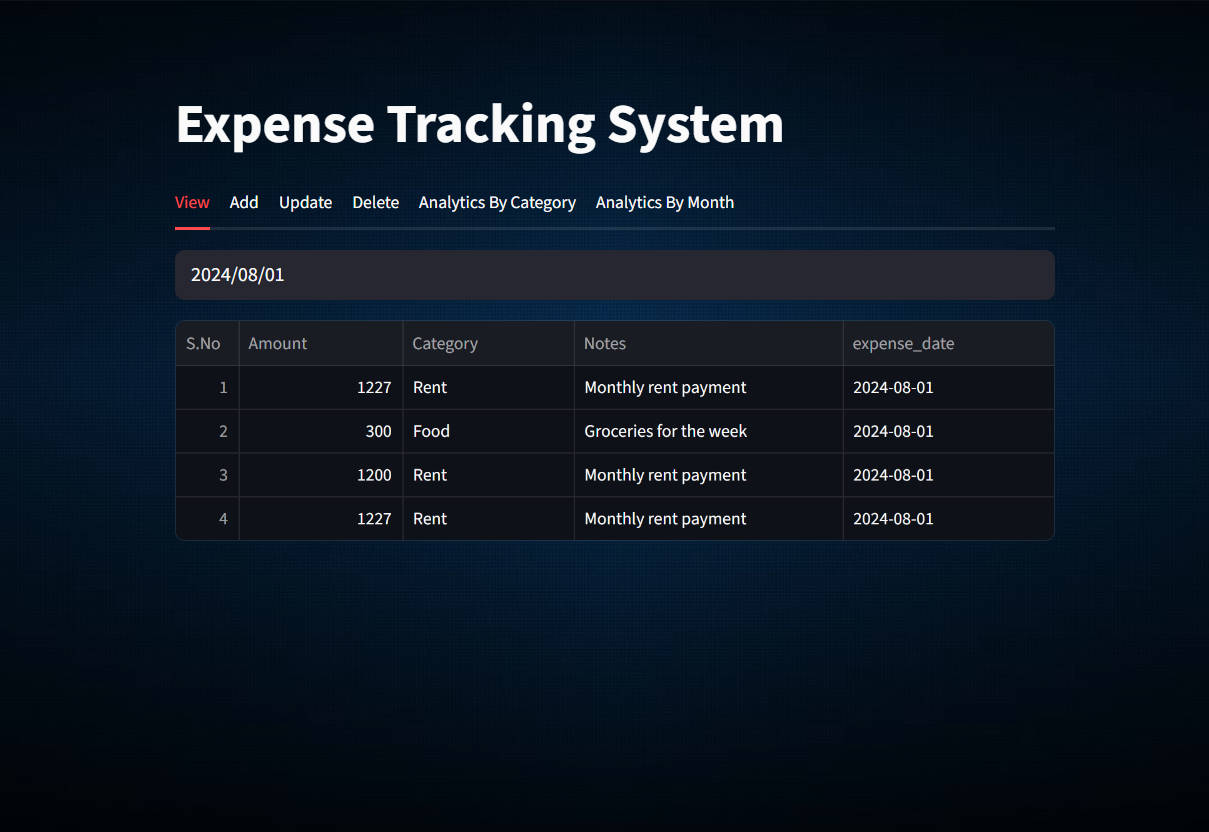 Expense Tracking System
View Add Update Delete Analytics By Category Analytics By Month
2024/08/01
S.No Amount Category Notes expense_date
1 1227 Rent Monthly rent payment 2024-08-01
2 300 Food Groceries for the week 2024-08-01
3 1200 Rent Monthly rent payment 2024-08-01
4 1227 Rent Monthly rent payment 2024-08-01